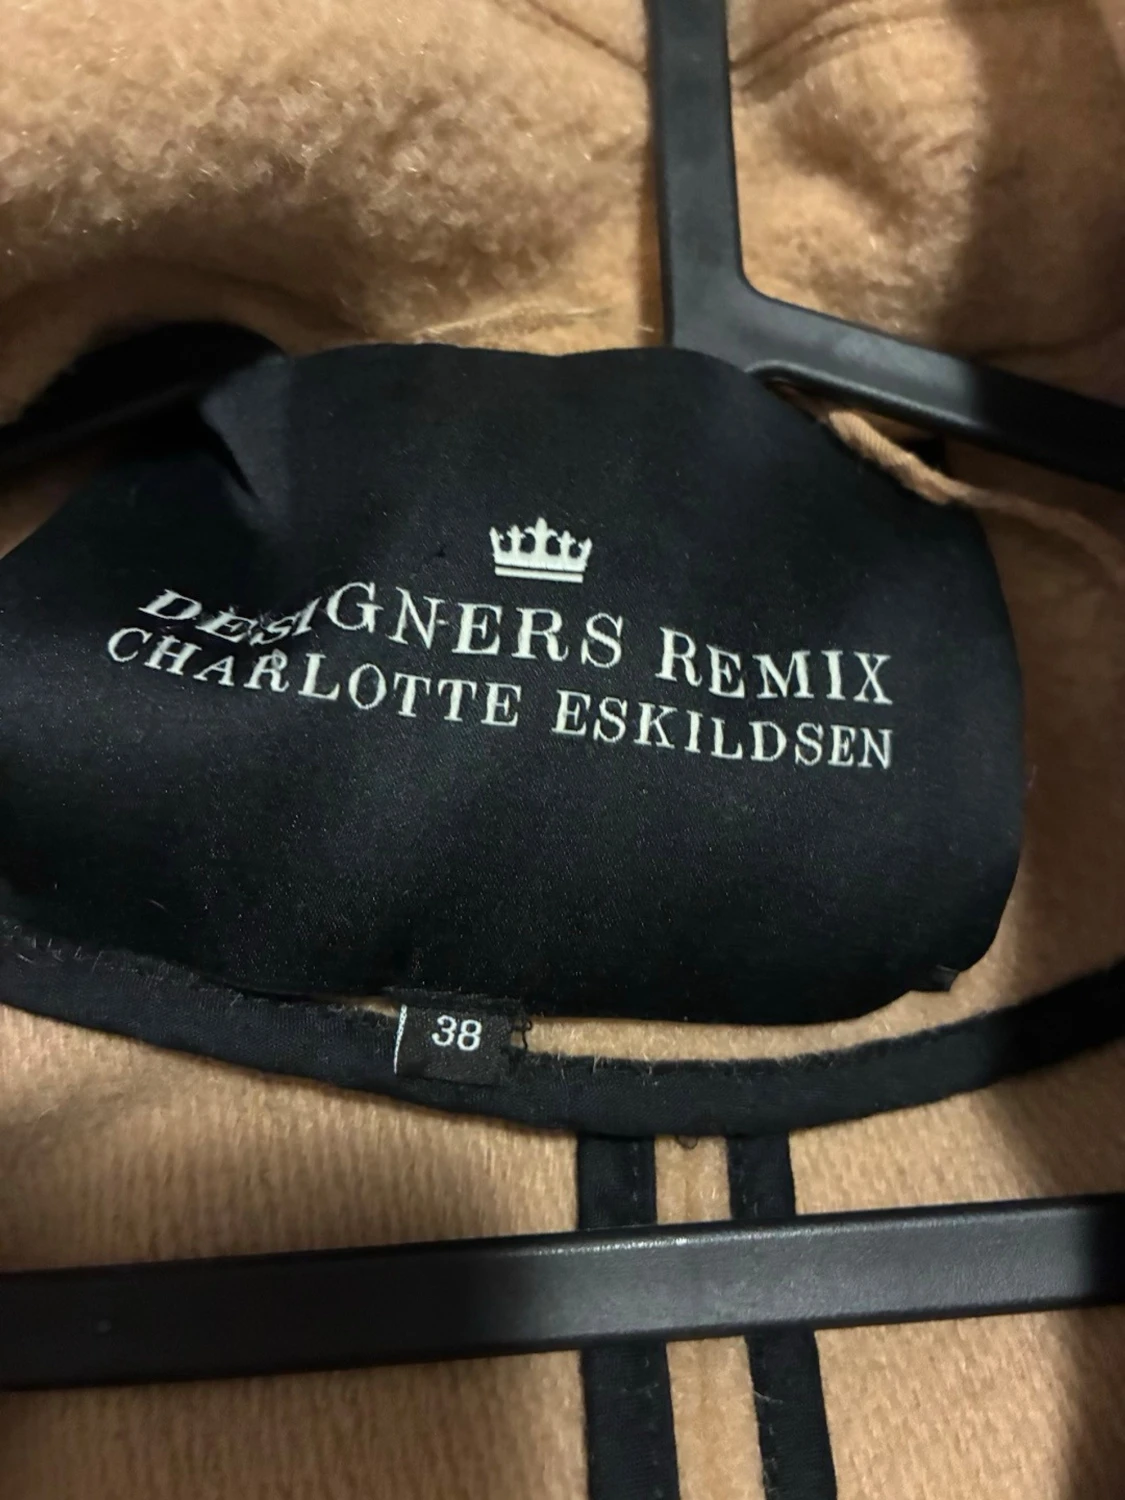 DESIGNERS REMIX
CHARLOTTE ESKILDSEN
38